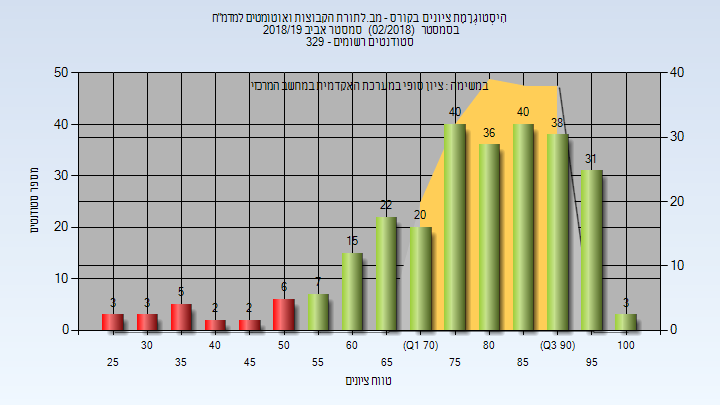 הִיסְטוֹגְרַמַת ציונים בקורס - מב.לתורת הקבוצות ואוטומטים למדמ"ח
בסמסטר (02/2018) סמסטר אביב 2018/19
סטודנטים רשומים - 329
במשימה : ציון סופי במערכת האקדמית במחשב המרכזי
50 40 30 20 10 0
מספר סטודנטים
40 30 20 10 0
3 3 5 2 2 6 7 15 22 20 40 36 40 38 31 3
30 40 50 60 (Q1 70) 80 (Q3 90) 100
25 35 45 55 65 75 85 95
טווח ציונים